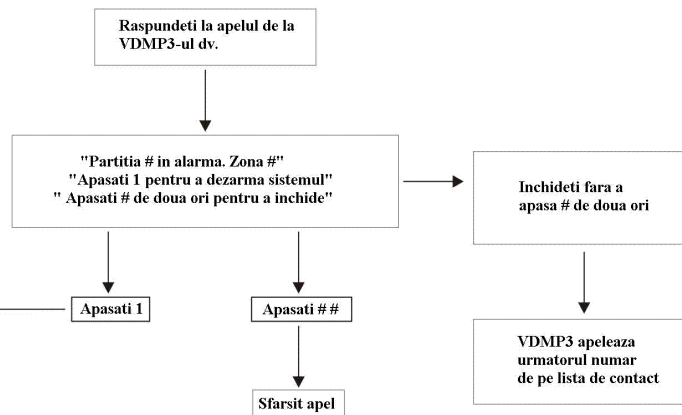 Raspundeti la apelul de la
VDMP3-ul dv.
"Partitia # in alarma. Zona #"
"Apasati 1 pentru a dezarma sistemul"
" Apasati # de doua ori pentru a inchide"
Inchideti fara a
apasa # de doua ori
Apasati 1
Apasati # #
VDMP3 apeleaza
urmatorul numar
de pe lista de contact
Sfarsit apel